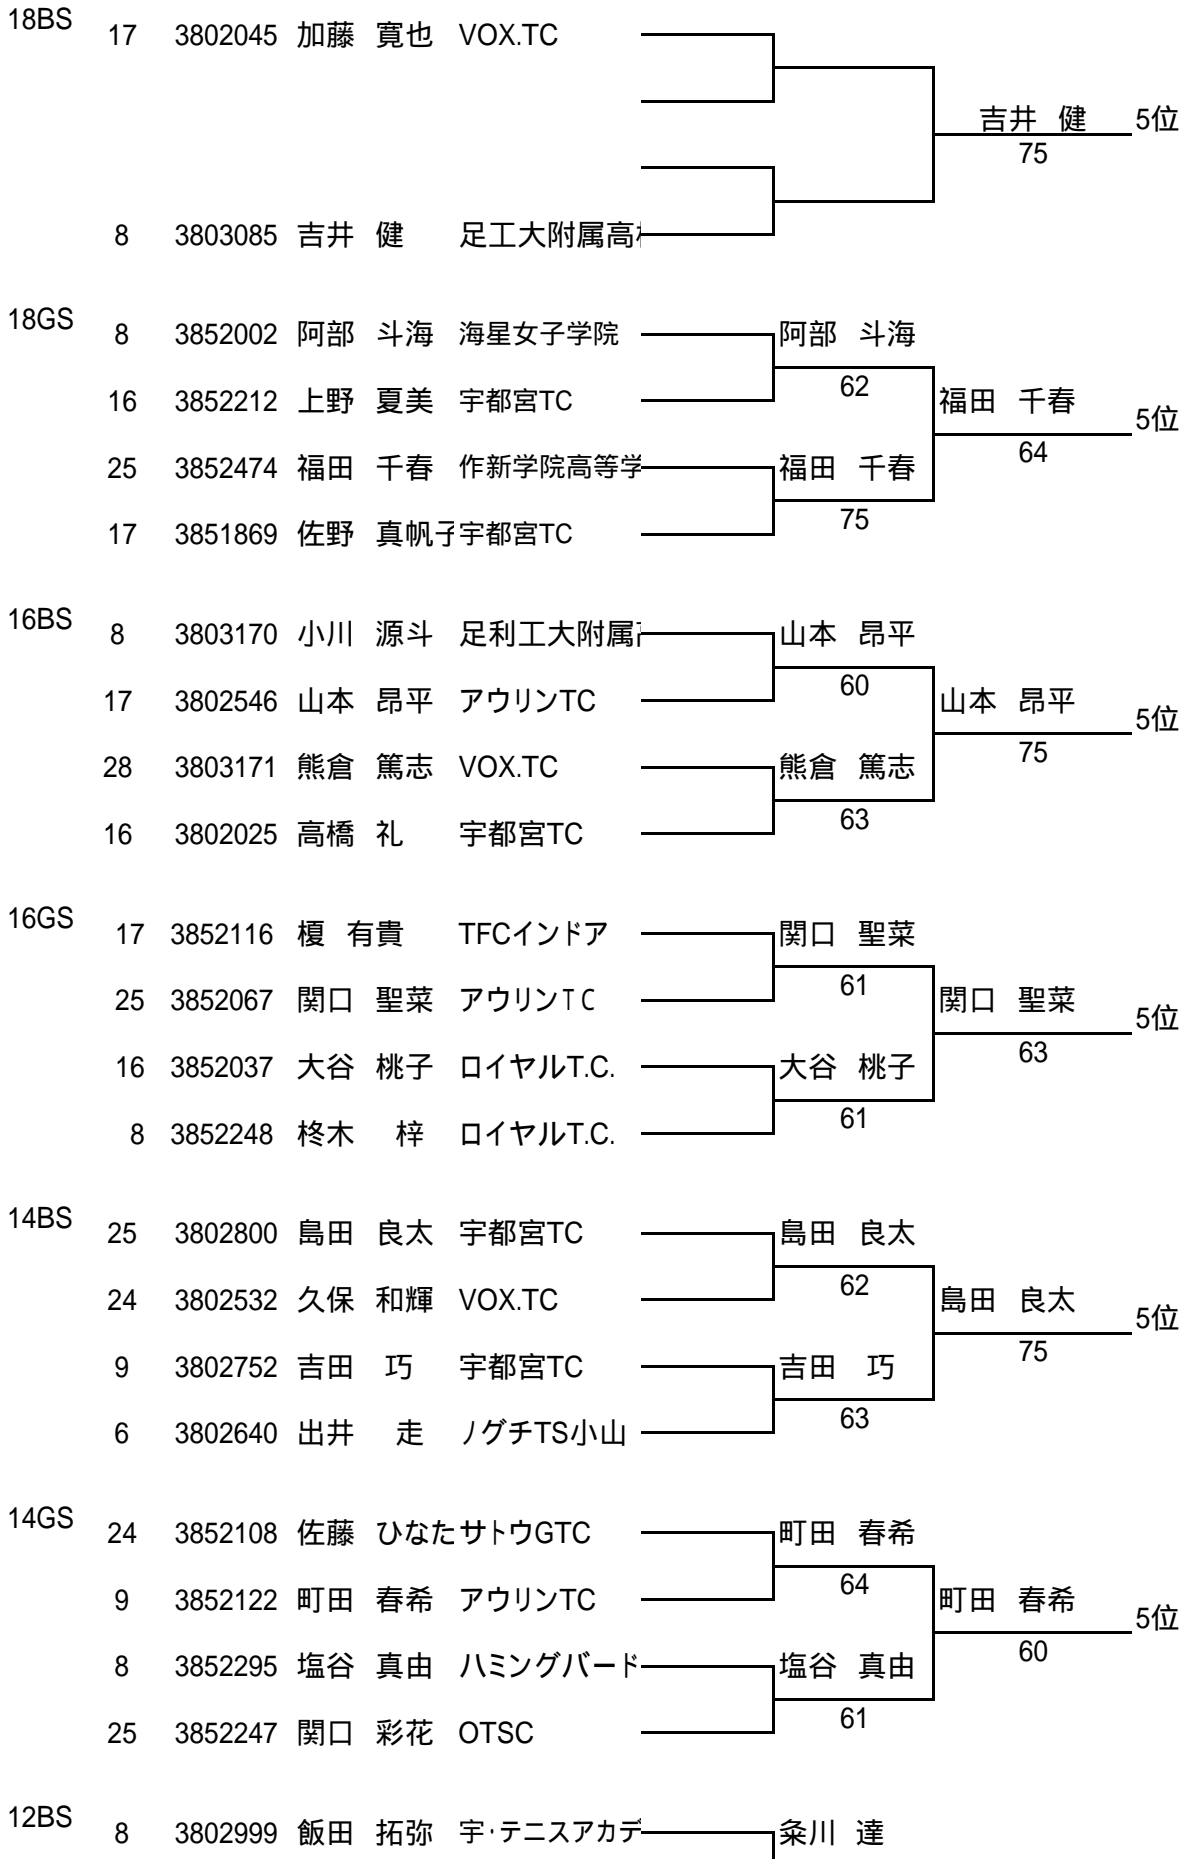 18BS
17 3802045 加藤 寛也 VOX.TC
吉井 健 5位
75
8 3803085 吉井 健 足工大附属高
18GS
8 3852002 阿部 斗海 海星女子学院 阿部 斗海
62
16 3852212 上野 夏美 宇都宮TC 福田 千春 5位
64
25 3852474 福田 千春 作新学院高等学 福田 千春
75
17 3851869 佐野 真帆子 宇都宮TC
16BS
8 3803170 小川 源斗 足利工大附属 山本 昂平
60
17 3802546 山本 昂平 アウリンTC 山本 昂平 5位
75
28 3803171 熊倉 篤志 VOX.TC 熊倉 篤志
63
16 3802025 高橋 礼 宇都宮TC
16GS
17 3852116 榎 有貴 TFCインドア 関口 聖菜
61
25 3852067 関口 聖菜 アウリンTC 関口 聖菜 5位
63
16 3852037 大谷 桃子 ロイヤルT.C. 大谷 桃子
61
8 3852248 柊木 梓 ロイヤルT.C.
14BS
25 3802800 島田 良太 宇都宮TC 島田 良太
62
24 3802532 久保 和輝 VOX.TC 島田 良太 5位
75
9 3802752 吉田 巧 宇都宮TC 吉田 巧
63
6 3802640 出井 走 ノグチTS小山
14GS
24 3852108 佐藤 ひなた サトウGTC 町田 春希
64
9 3852122 町田 春希 アウリンTC 町田 春希 5位
60
8 3852295 塩谷 真由 ハミングバード 塩谷 真由
61
25 3852247 関口 彩花 OTSC
12BS
8 3802999 飯田 拓弥 宇・テニスアカデ 粂川 達